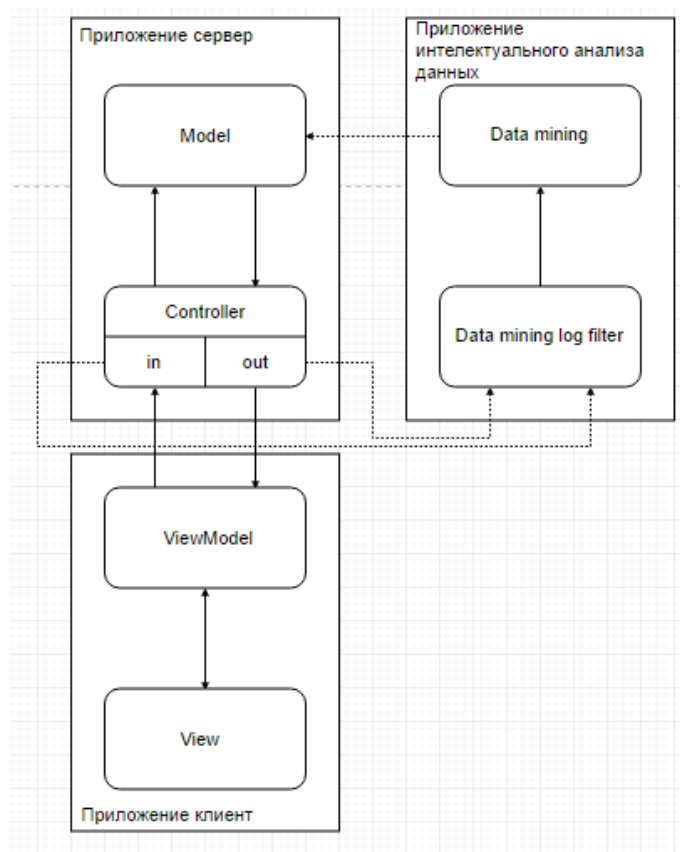 Приложение сервер
Приложение
интелектуального анализа
данных
Model
Data mining
Controller
in
out
Data mining log filter
ViewModel
View
Приложение клиент